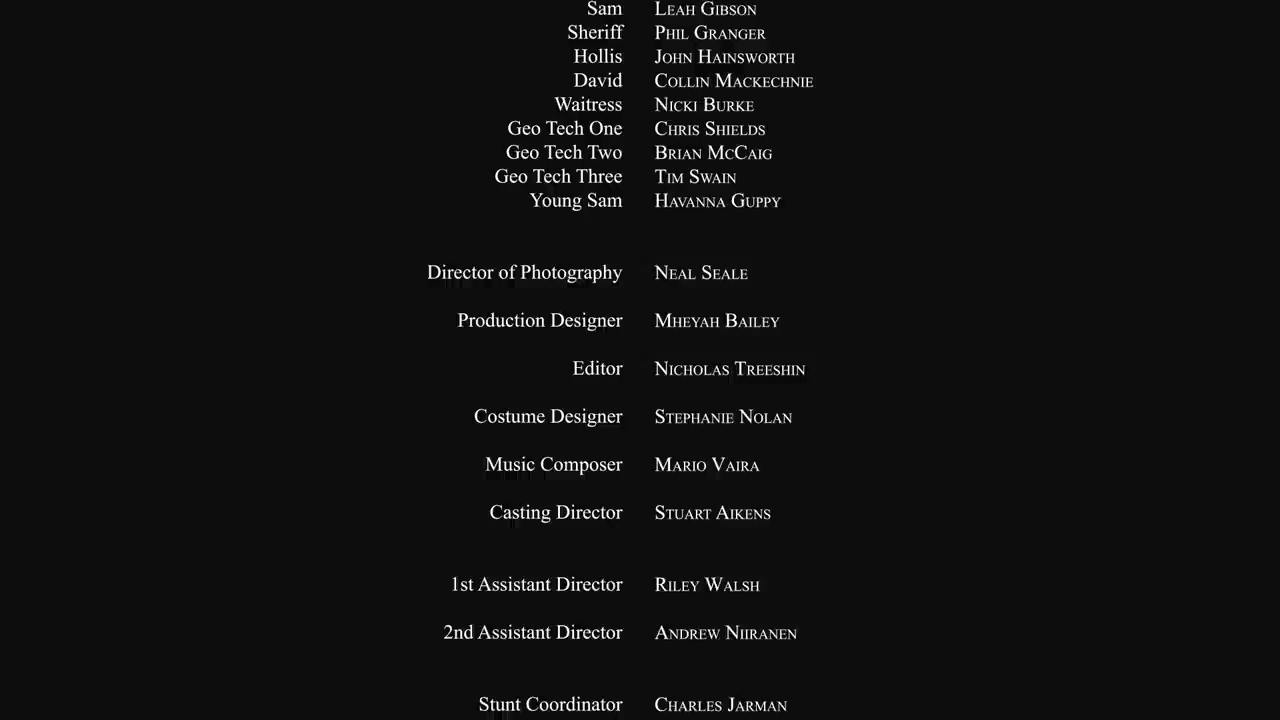 Sam LEAH GIBSON
Sheriff PHIL GRANGER
Hollis JOHN HAINSWORTH
David COLLIN MACKECHNIE
Waitress NICKI BURKE
Geo Tech One CHRIS SHIELDS
Geo Tech Two BRIAN MCCAIG
Geo Tech Three TIM SWAIN
Young Sam HAVANNA GUPPY
Director of Photography NEAL SEALE
Production Designer MHEYAH BAILEY
Editor NICHOLAS TREESHIN
Costume Designer STEPHANIE NOLAN
Music Composer MARIO VAIRA
Casting Director STUART AIKENS
1st Assistant Director RILEY WALSH
2nd Assistant Director ANDREW NIIRANEN
Stunt Coordinator CHARLES JARMAN